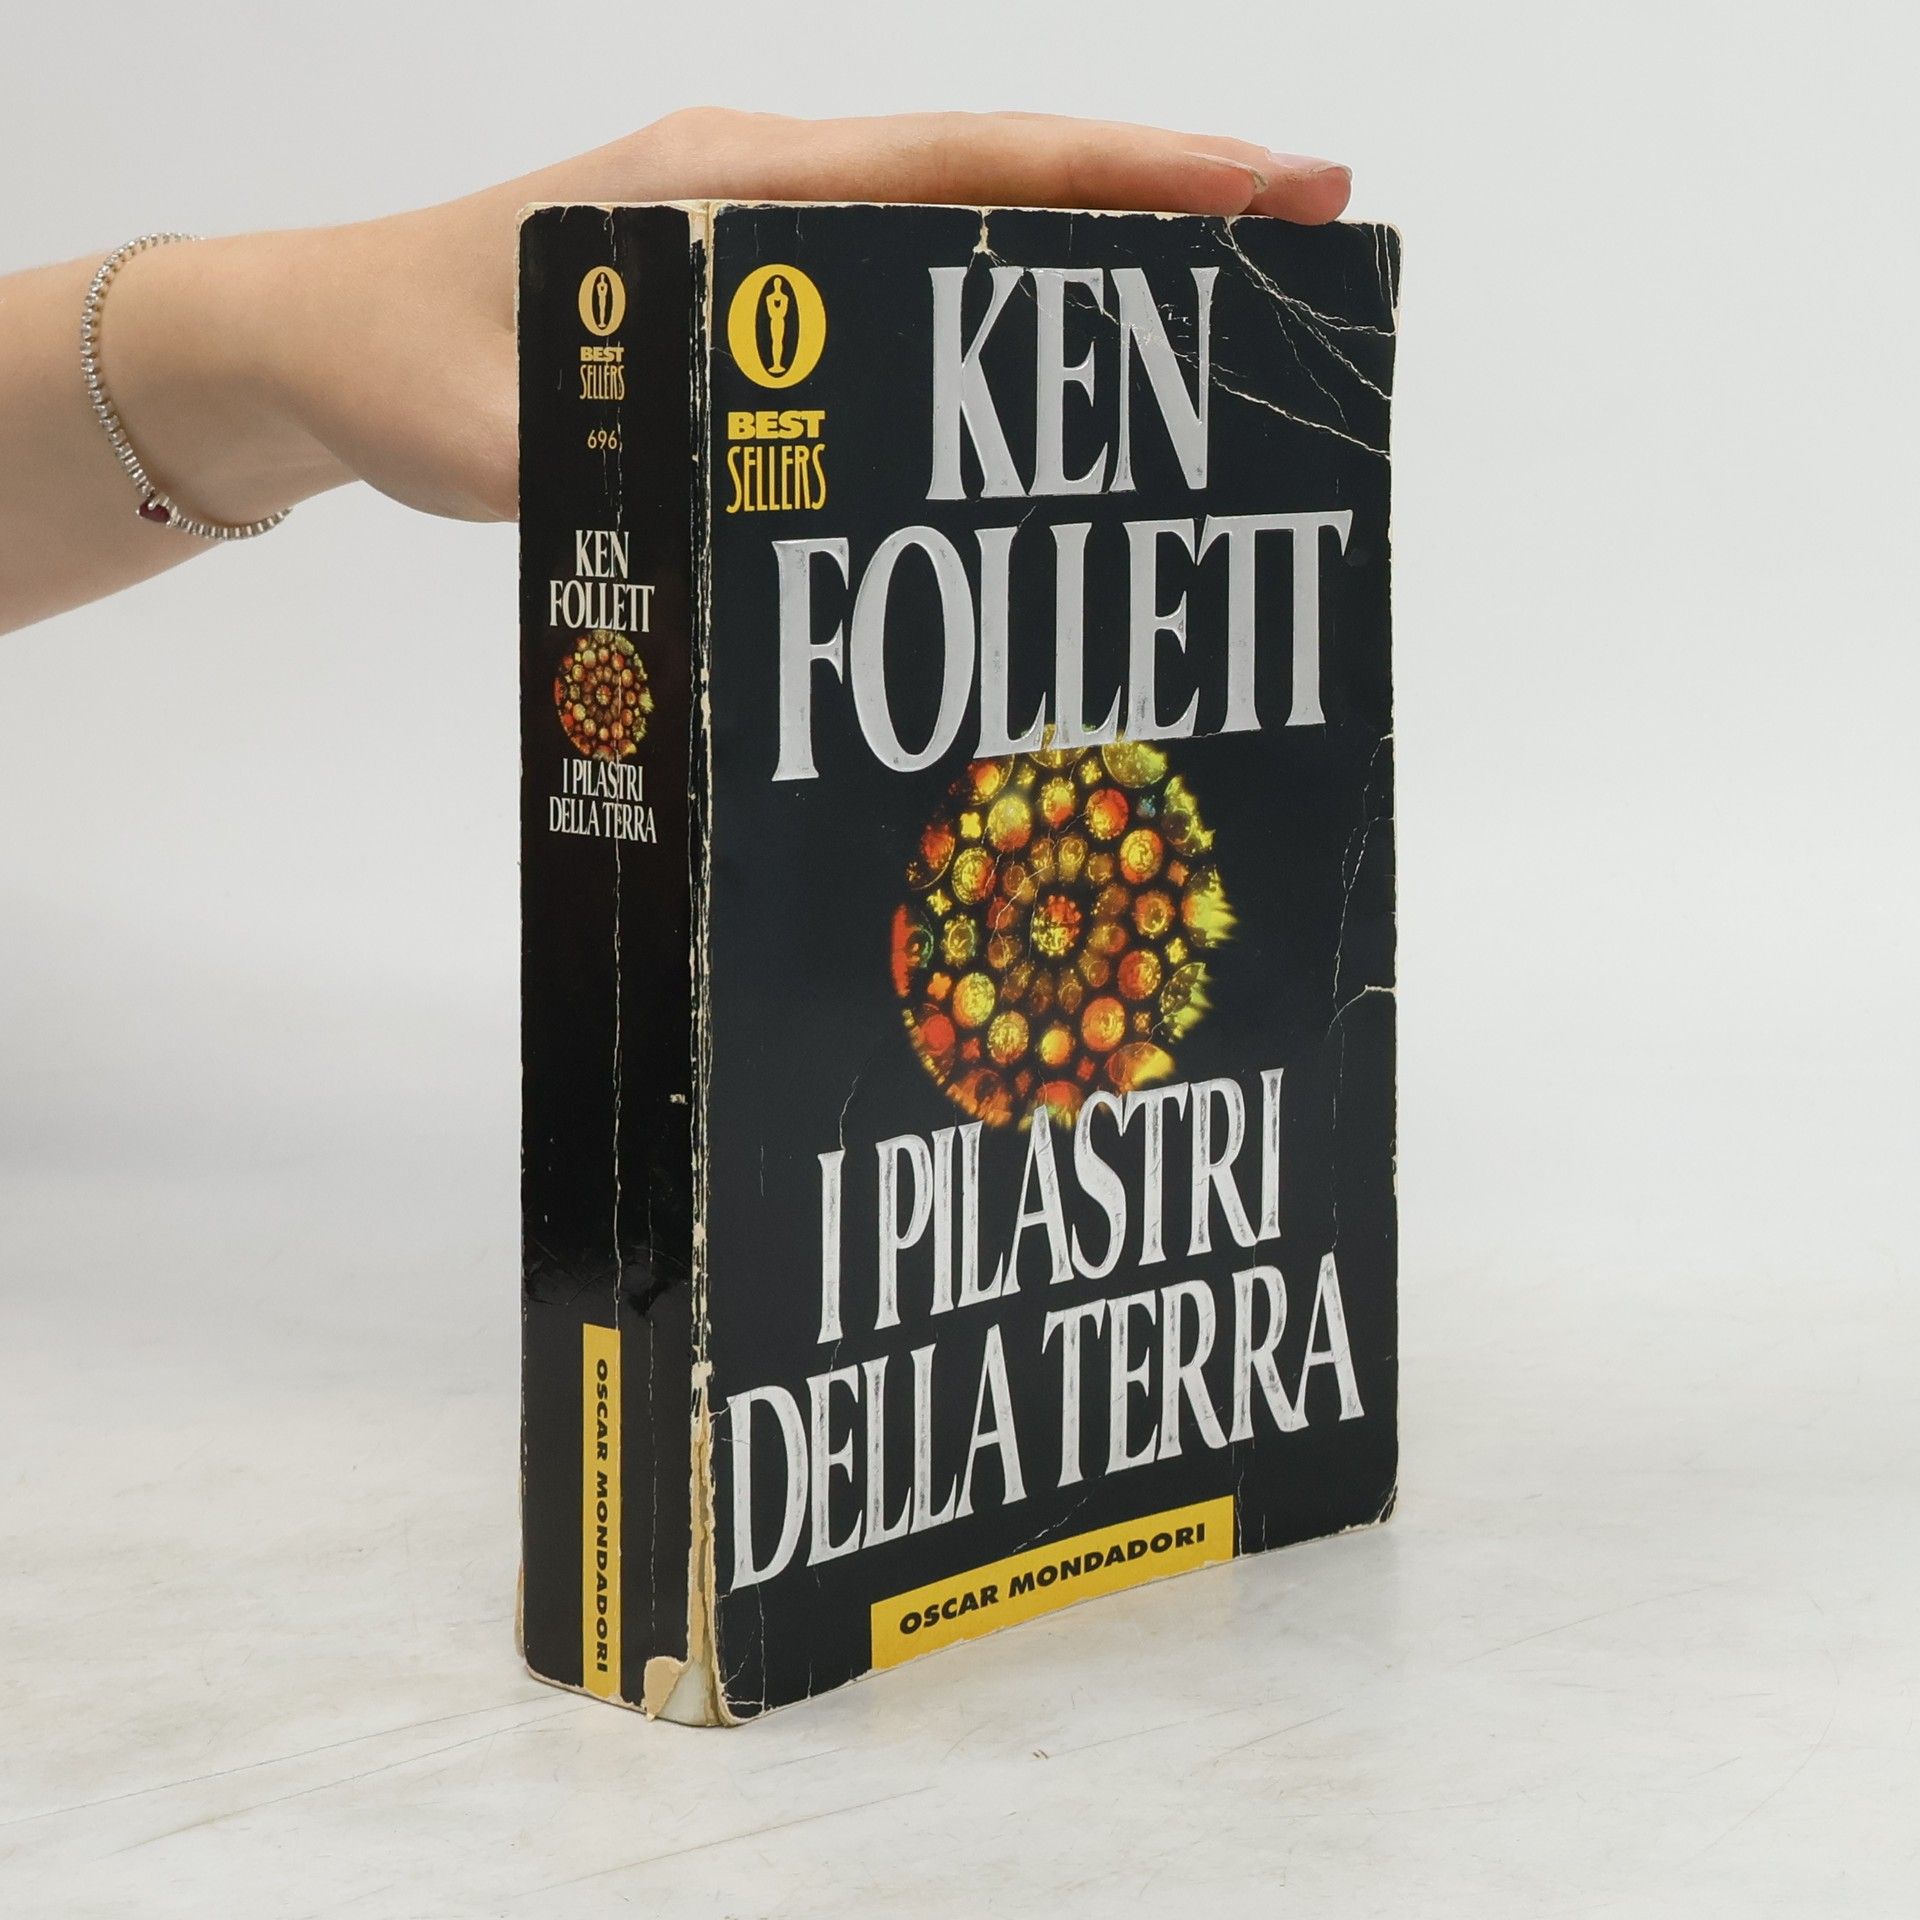 BEST
SELLERS
696
KEN
FOLLETT
I PILASTRI
DELLA TERRA
OSCAR MONDADORI
BEST
SELLERS
KEN
FOLLETT
I PILASTRI
DELLA TERRA
OSCAR MONDADORI